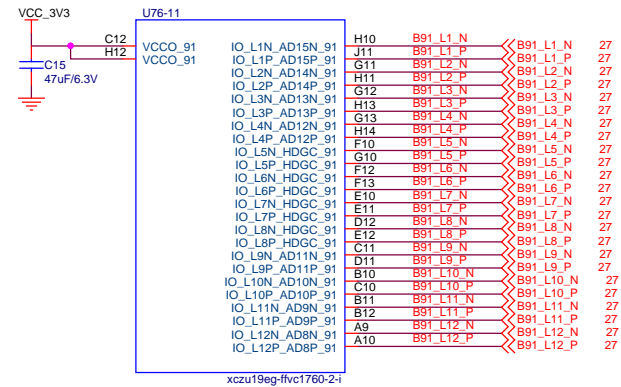 VCC_3V3
U76-11
C12 VCCO_91
H12 VCCO_91
C15
47uF/6.3V
IO_L1N_AD15N_91 H10 B91_L1_N B91_L1_N 27
IO_L1P_AD15P_91 J11 B91_L1_P B91_L1_P 27
IO_L2N_AD14N_91 G11 B91_L2_N B91_L2_N 27
IO_L2P_AD14P_91 H11 B91_L2_P B91_L2_P 27
IO_L3N_AD13N_91 G12 B91_L3_N B91_L3_N 27
IO_L3P_AD13P_91 H13 B91_L3_P B91_L3_P 27
IO_L4N_AD12N_91 G13 B91_L4_N B91_L4_N 27
IO_L4P_AD12P_91 H14 B91_L4_P B91_L4_P 27
IO_L5N_HDGC_91 F10 B91_L5_N B91_L5_N 27
IO_L5P_HDGC_91 G10 B91_L5_P B91_L5_P 27
IO_L6N_HDGC_91 F12 B91_L6_N B91_L6_N 27
IO_L6P_HDGC_91 F13 B91_L6_P B91_L6_P 27
IO_L7N_HDGC_91 E10 B91_L7_N B91_L7_N 27
IO_L7P_HDGC_91 E11 B91_L7_P B91_L7_P 27
IO_L8N_HDGC_91 D12 B91_L8_N B91_L8_N 27
IO_L8P_HDGC_91 E12 B91_L8_P B91_L8_P 27
IO_L9N_AD11N_91 C11 B91_L9_N B91_L9_N 27
IO_L9P_AD11P_91 D11 B91_L9_P B91_L9_P 27
IO_L10N_AD10N_91 B10 B91_L10_N B91_L10_N 27
IO_L10P_AD10P_91 C10 B91_L10_P B91_L10_P 27
IO_L11N_AD9N_91 B11 B91_L11_N B91_L11_N 27
IO_L11P_AD9P_91 B12 B91_L11_P B91_L11_P 27
IO_L12N_AD8N_91 A9 B91_L12_N B91_L12_N 27
IO_L12P_AD8P_91 A10 B91_L12_P B91_L12_P 27
xczu19eg-ffvc1760-2-i